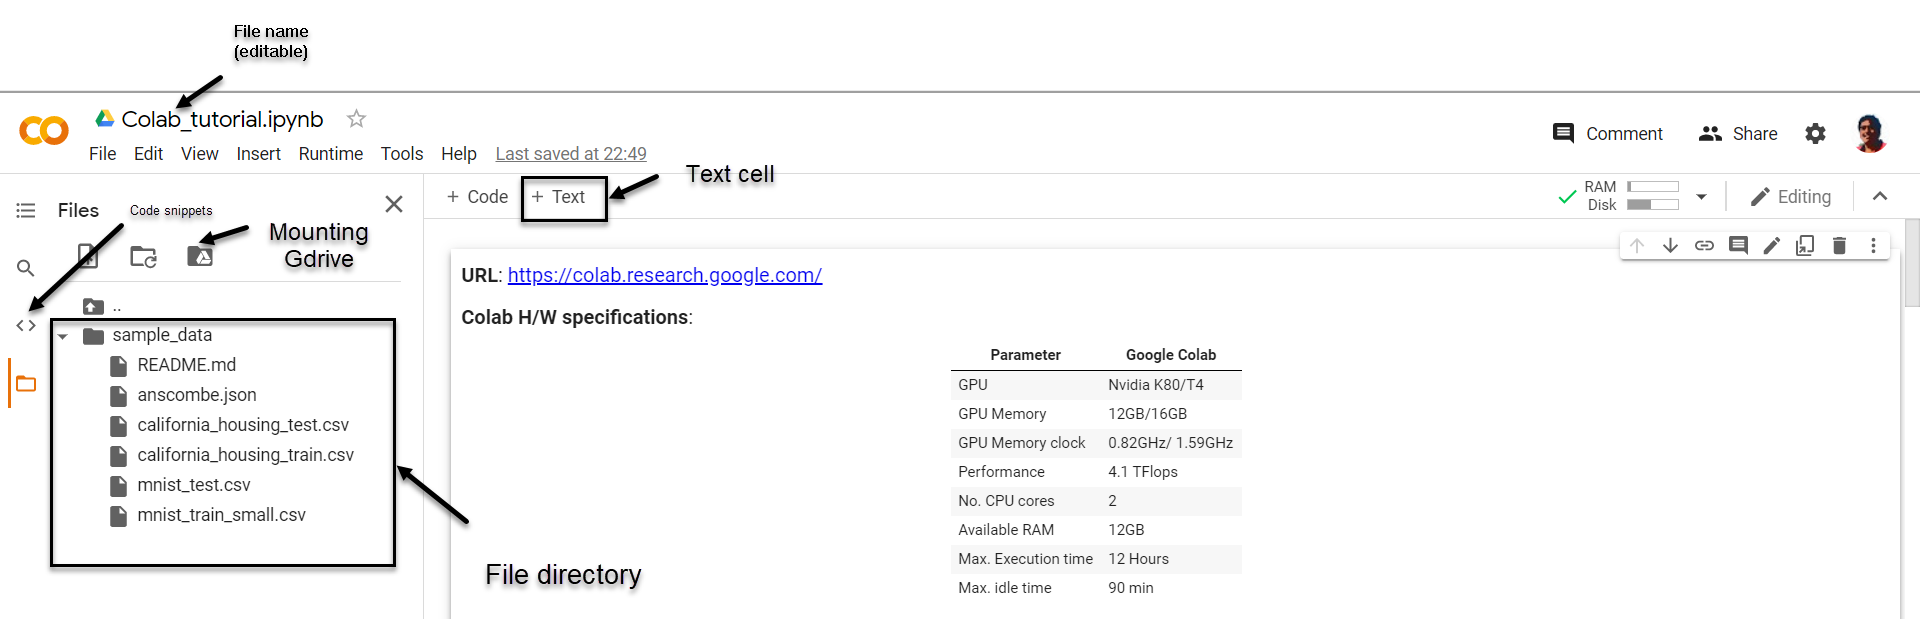 File name
(editable)
Colab_tutorial.ipynb
Comment
Share
File Edit View Insert Runtime Tools Help Last saved at 22:49
Text cell
+ Code
+ Text
RAM
Disk
Editing
Files
Code snippets
Mounting
Gdrive
..
sample_data
README.md
anscombe.json
california_housing_test.csv
california_housing_train.csv
mnist_test.csv
mnist_train_small.csv
File directory
URL: https://colab.research.google.com/
Colab H/W specifications:
Parameter Google Colab
GPU Nvidia K80/T4
GPU Memory 12GB/16GB
GPU Memory clock 0.82GHz/ 1.59GHz
Performance 4.1 TFlops
No. CPU cores 2
Available RAM 12GB
Max. Execution time 12 Hours
Max. idle time 90 min